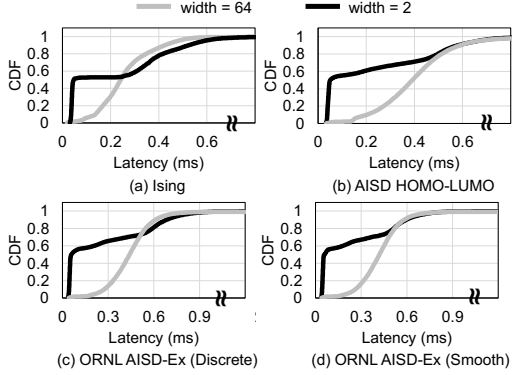 width = 64 width = 2
CDF
1
0.8
0.6
0.4
0.2
0
0 0.2 0.4 0.6
Latency (ms)
(a) Ising
CDF
1
0.8
0.6
0.4
0.2
0
0 0.2 0.4 0.6
Latency (ms)
(b) AISD HOMO-LUMO
CDF
1
0.8
0.6
0.4
0.2
0
0 0.3 0.6 0.9
Latency (ms)
(c) ORNL AISD-Ex (Discrete)
CDF
1
0.8
0.6
0.4
0.2
0
0 0.3 0.6 0.9
Latency (ms)
(d) ORNL AISD-Ex (Smooth)